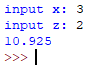 input x: 3
input z: 2
10.925
>>>